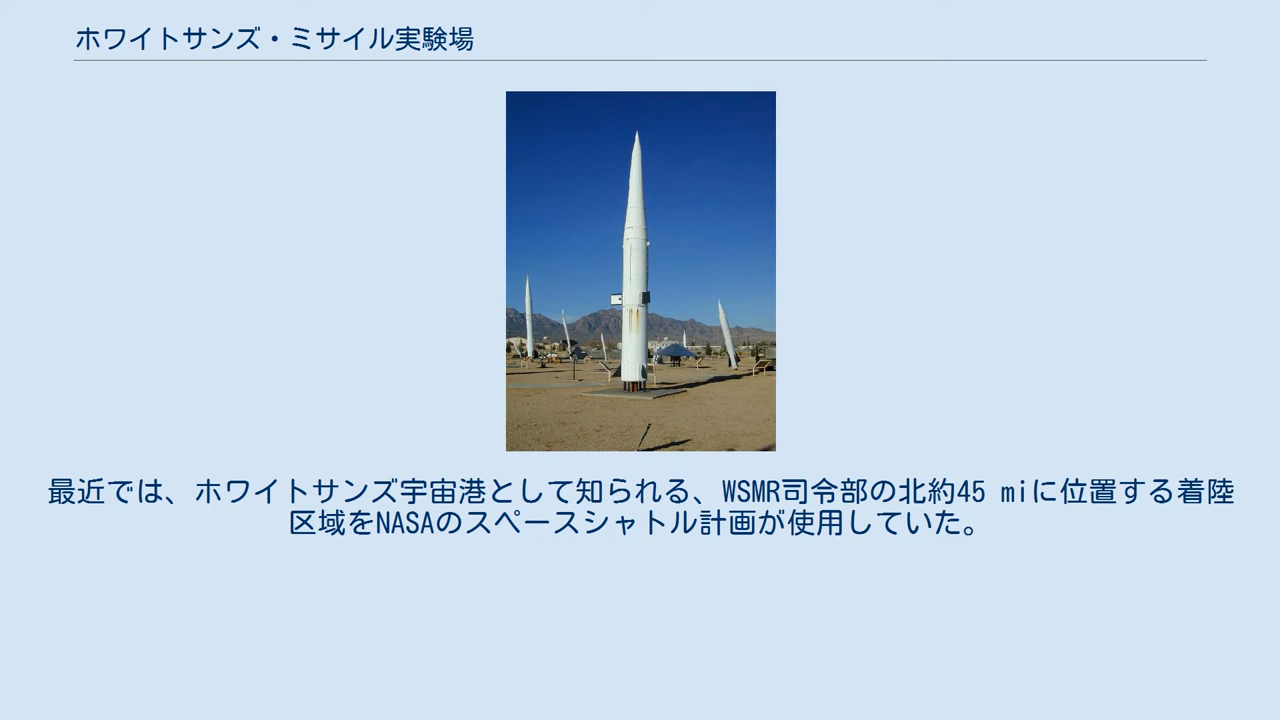 ホワイトサンズ・ミサイル実験場
最近では、ホワイトサンズ宇宙港として知られる、WSMR司令部の北約45 miに位置する着陸
区域をNASAのスペースシャトル計画が使用していた。